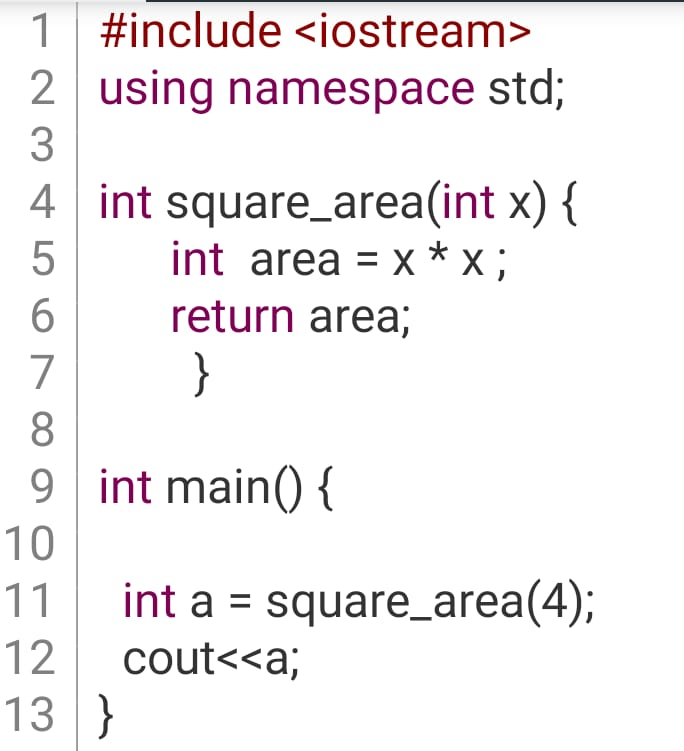 1 #include <iostream>
2 using namespace std;
3
4 int square_area(int x) {
5 int  area = x * x ;
6 return area;
7 }
8
9 int main() {
10
11 int a = square_area(4);
12 cout<<a;
13 }